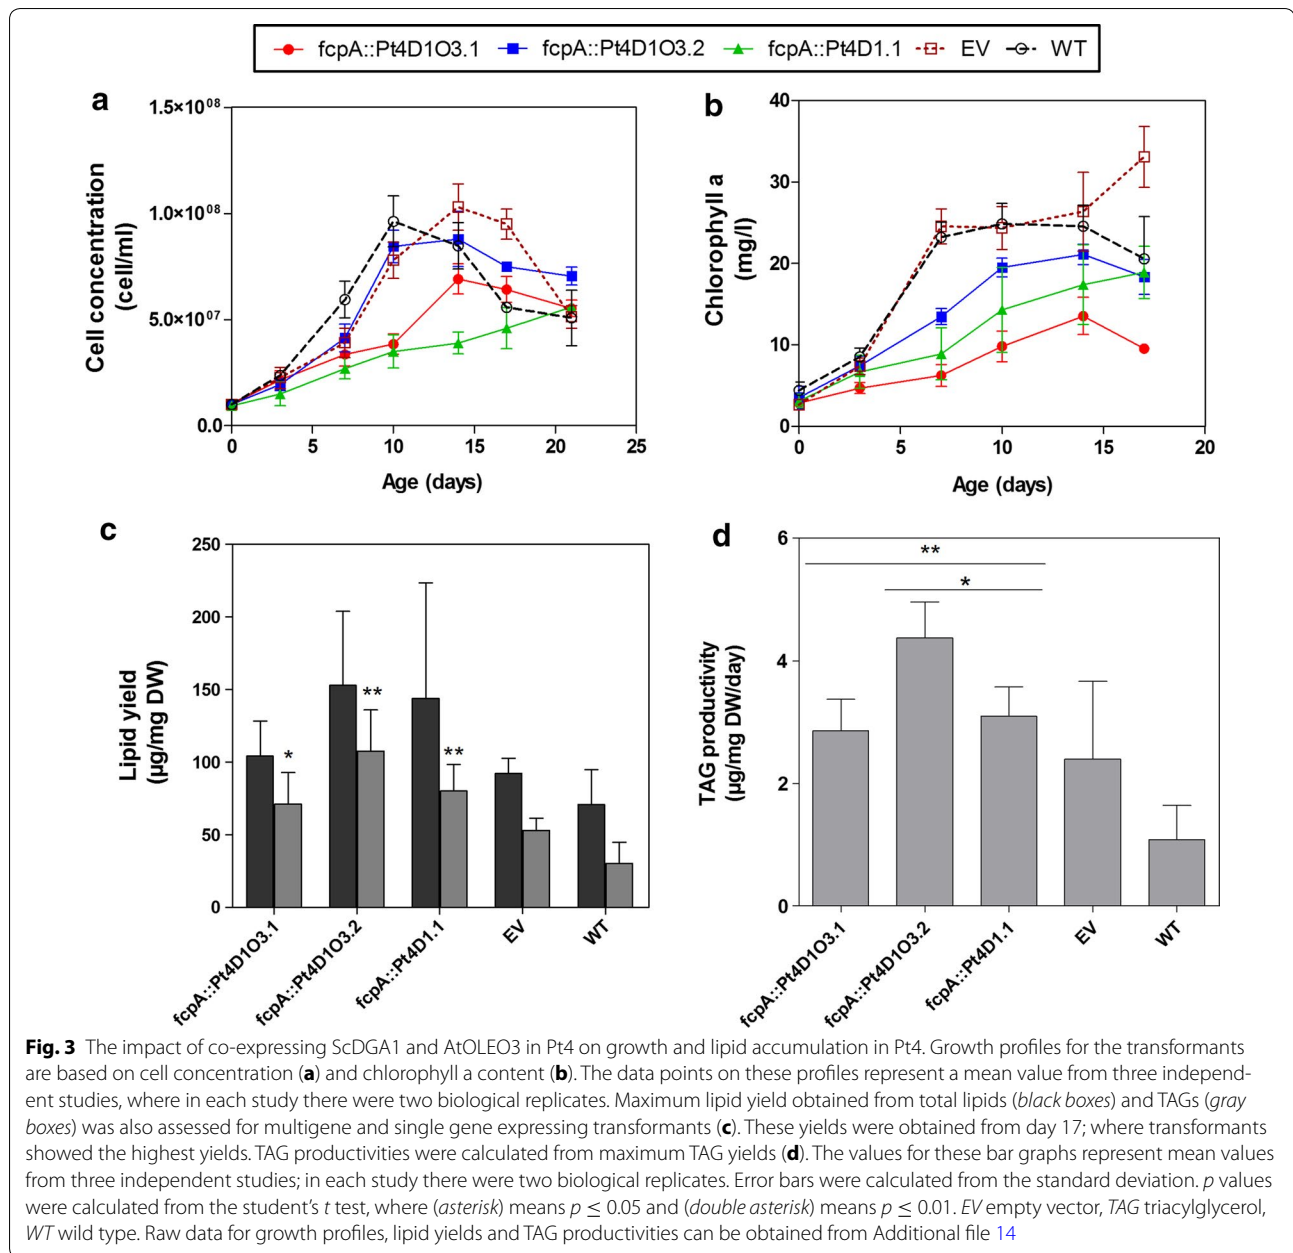 fcpA::Pt4D1O3.1 fcpA::Pt4D1O3.2 fcpA::Pt4D1.1 EV WT
a
Cell concentration
(cell/ml)
1.5×10⁰⁸
1.0×10⁰⁸
5.0×10⁰⁷
0.0
0 5 10 15 20 25
Age (days)
b
Chlorophyll a
(mg/l)
40
30
20
10
0
0 5 10 15 20
Age (days)
c
Lipid yield
(µg/mg DW)
250
200
150
100
50
0
* ** **
fcpA::Pt4D1O3.1
fcpA::Pt4D1O3.2
fcpA::Pt4D1.1
EV
WT
d
TAG productivity
(µg/mg DW/day)
6
4
2
0
**
*
fcpA::Pt4D1O3.1
fcpA::Pt4D1O3.2
fcpA::Pt4D1.1
EV
WT
Fig. 3 The impact of co-expressing ScDGA1 and AtOLEO3 in Pt4 on growth and lipid accumulation in Pt4. Growth profiles for the transformants
are based on cell concentration (a) and chlorophyll a content (b). The data points on these profiles represent a mean value from three independ-
ent studies, where in each study there were two biological replicates. Maximum lipid yield obtained from total lipids (black boxes) and TAGs (gray
boxes) was also assessed for multigene and single gene expressing transformants (c). These yields were obtained from day 17; where transformants
showed the highest yields. TAG productivities were calculated from maximum TAG yields (d). The values for these bar graphs represent mean values
from three independent studies; in each study there were two biological replicates. Error bars were calculated from the standard deviation. p values
were calculated from the student's t test, where (asterisk) means p ≤ 0.05 and (double asterisk) means p ≤ 0.01. EV empty vector, TAG triacylglycerol,
WT wild type. Raw data for growth profiles, lipid yields and TAG productivities can be obtained from Additional file 14